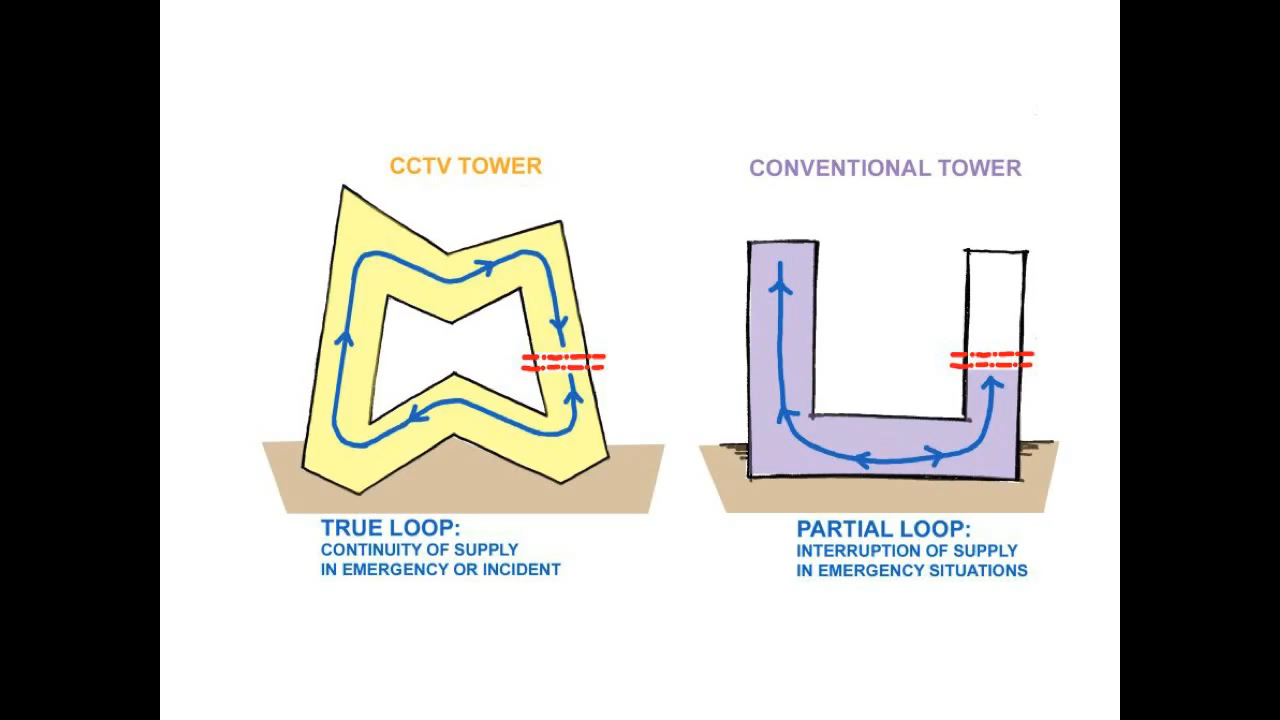 CCTV TOWER
CONVENTIONAL TOWER
TRUE LOOP:
CONTINUITY OF SUPPLY
IN EMERGENCY OR INCIDENT
PARTIAL LOOP:
INTERRUPTION OF SUPPLY
IN EMERGENCY SITUATIONS